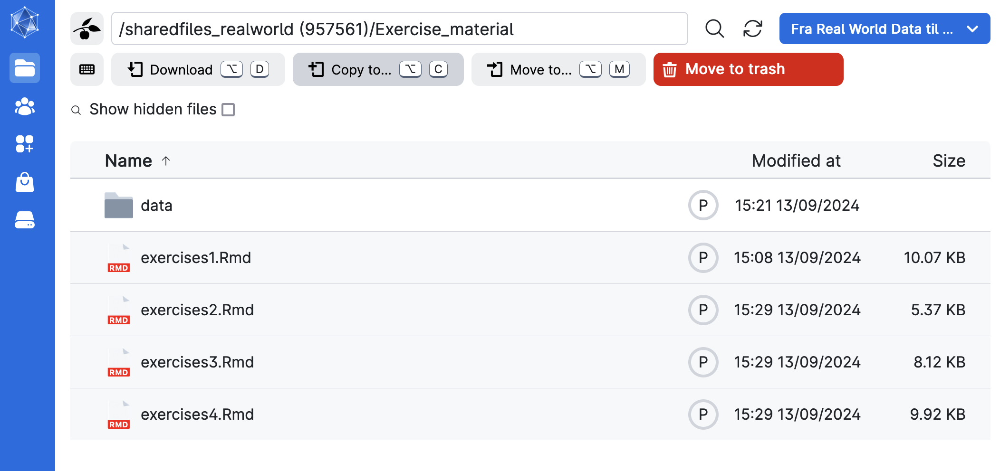 /sharedfiles_realworld (957561)/Exercise_material
Fra Real World Data til ...
Download ⌥ D
Copy to... ⌥ C
Move to... ⌥ M
Move to trash
Show hidden files
Name ↑ Modified at Size
data P 15:21 13/09/2024
RMD exercises1.Rmd P 15:08 13/09/2024 10.07 KB
RMD exercises2.Rmd P 15:29 13/09/2024 5.37 KB
RMD exercises3.Rmd P 15:29 13/09/2024 8.12 KB
RMD exercises4.Rmd P 15:29 13/09/2024 9.92 KB